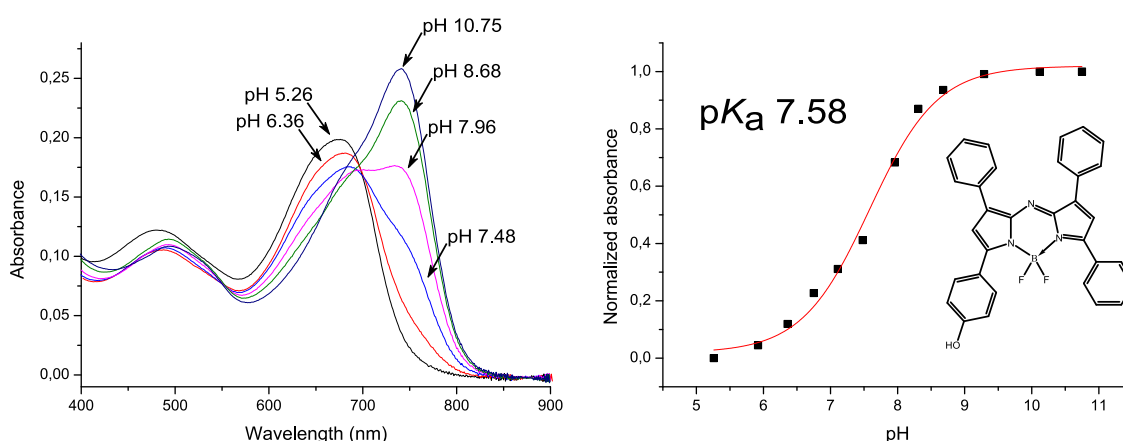 pH 10.75
pH 8.68
pH 5.26
pH 6.36
pH 7.96
pH 7.48
0,25
0,20
0,15
0,10
0,05
0,00
Absorbance
400 500 600 700 800 900
Wavelength (nm)
pKa 7.58
1,0
0,8
0,6
0,4
0,2
0,0
Normalized absorbance
N
N N
B
F F
HO
5 6 7 8 9 10 11
pH